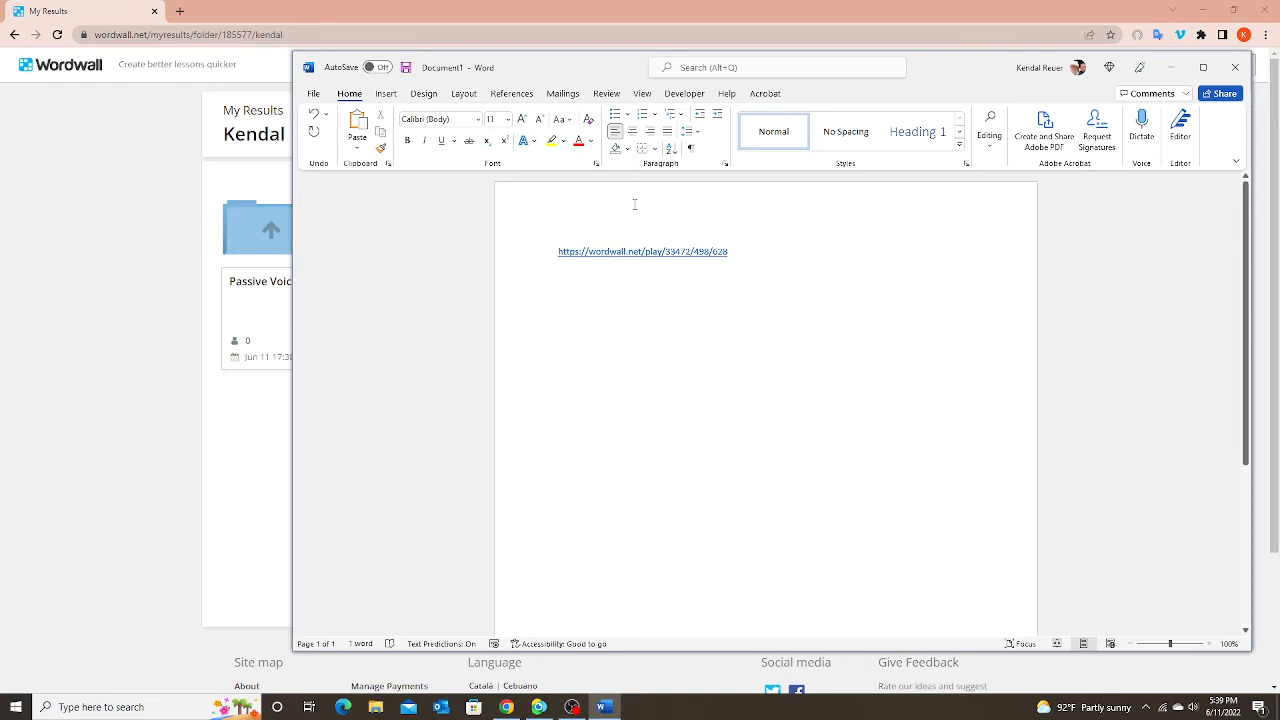 My Results
wordwall.net/myresults/folder/185577/kendal
K
Wordwall
Create better lessons quicker
My Results
Kendal
Passive Voic
0
Jun 11 17:38
AutoSave
Off
Document1 - Word
Search (Alt+Q)
Kendal Reuer
File
Home
Insert
Draw
Design
Layout
References
Mailings
Review
View
Developer
Help
Acrobat
Comments
Share
Undo
Paste
Clipboard
Calibri (Body)
11
Font
Paragraph
Normal
No Spacing
Heading 1
Styles
Editing
Create and Share
Adobe PDF
Request
Signatures
Adobe Acrobat
Dictate
Voice
Editor
Editor
https://wordwall.net/play/33472/498/628
Page 1 of 1
1 word
Text Predictions: On
Accessibility: Good to go
Focus
100%
Site map
Language
Social media
Give Feedback
About
Manage Payments
Català | Cebuano
Rate our ideas and suggest
Type here to search
92°F Partly sunny
5:39 PM
6/11/2022